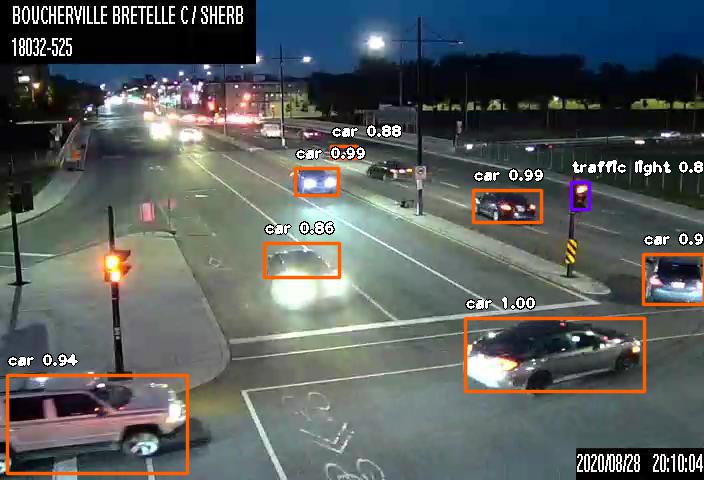 BOUCHERVILLE BRETELLE C / SHERB
18032-525
car 0.88
car 0.99
car 0.99
traffic light 0.8
car 0.86
car 0.9
car 1.00
car 0.94
2020/08/28 20:10:04